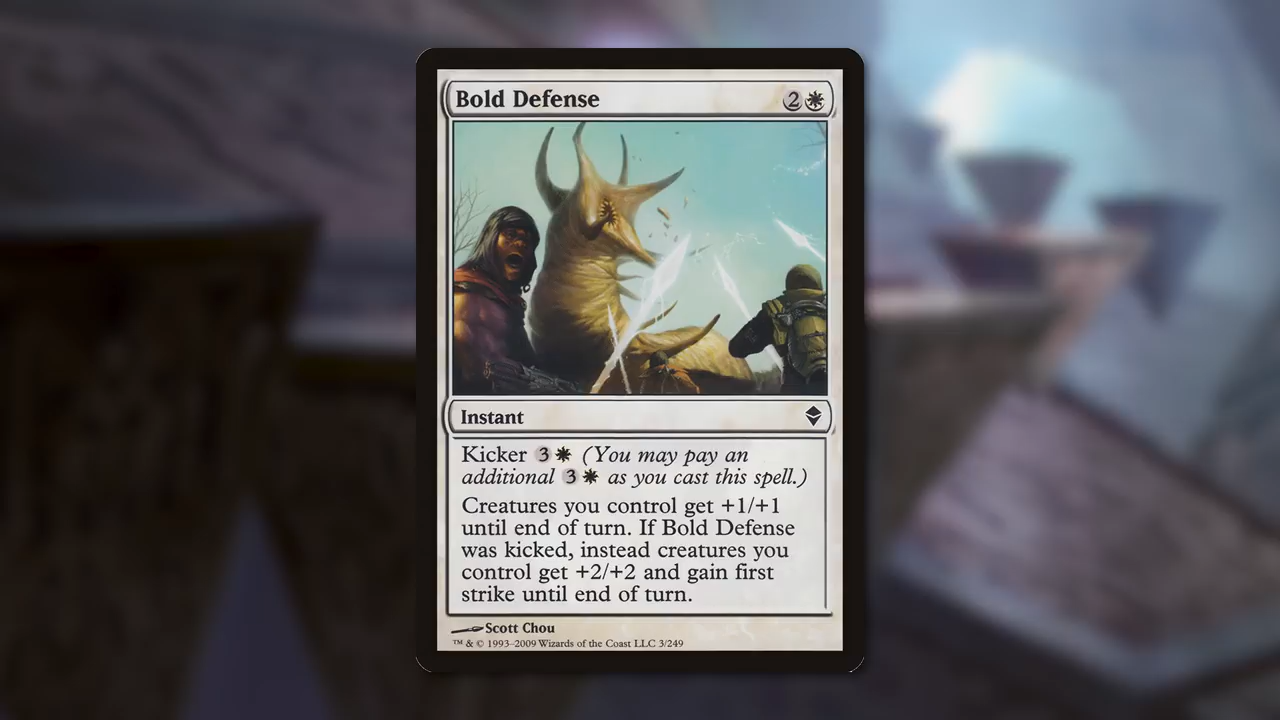 Bold Defense 2
Instant
Kicker 3 (You may pay an
additional 3 as you cast this spell.)
Creatures you control get +1/+1
until end of turn. If Bold Defense
was kicked, instead creatures you
control get +2/+2 and gain first
strike until end of turn.
Scott Chou
™ & © 1993–2009 Wizards of the Coast LLC 3/249